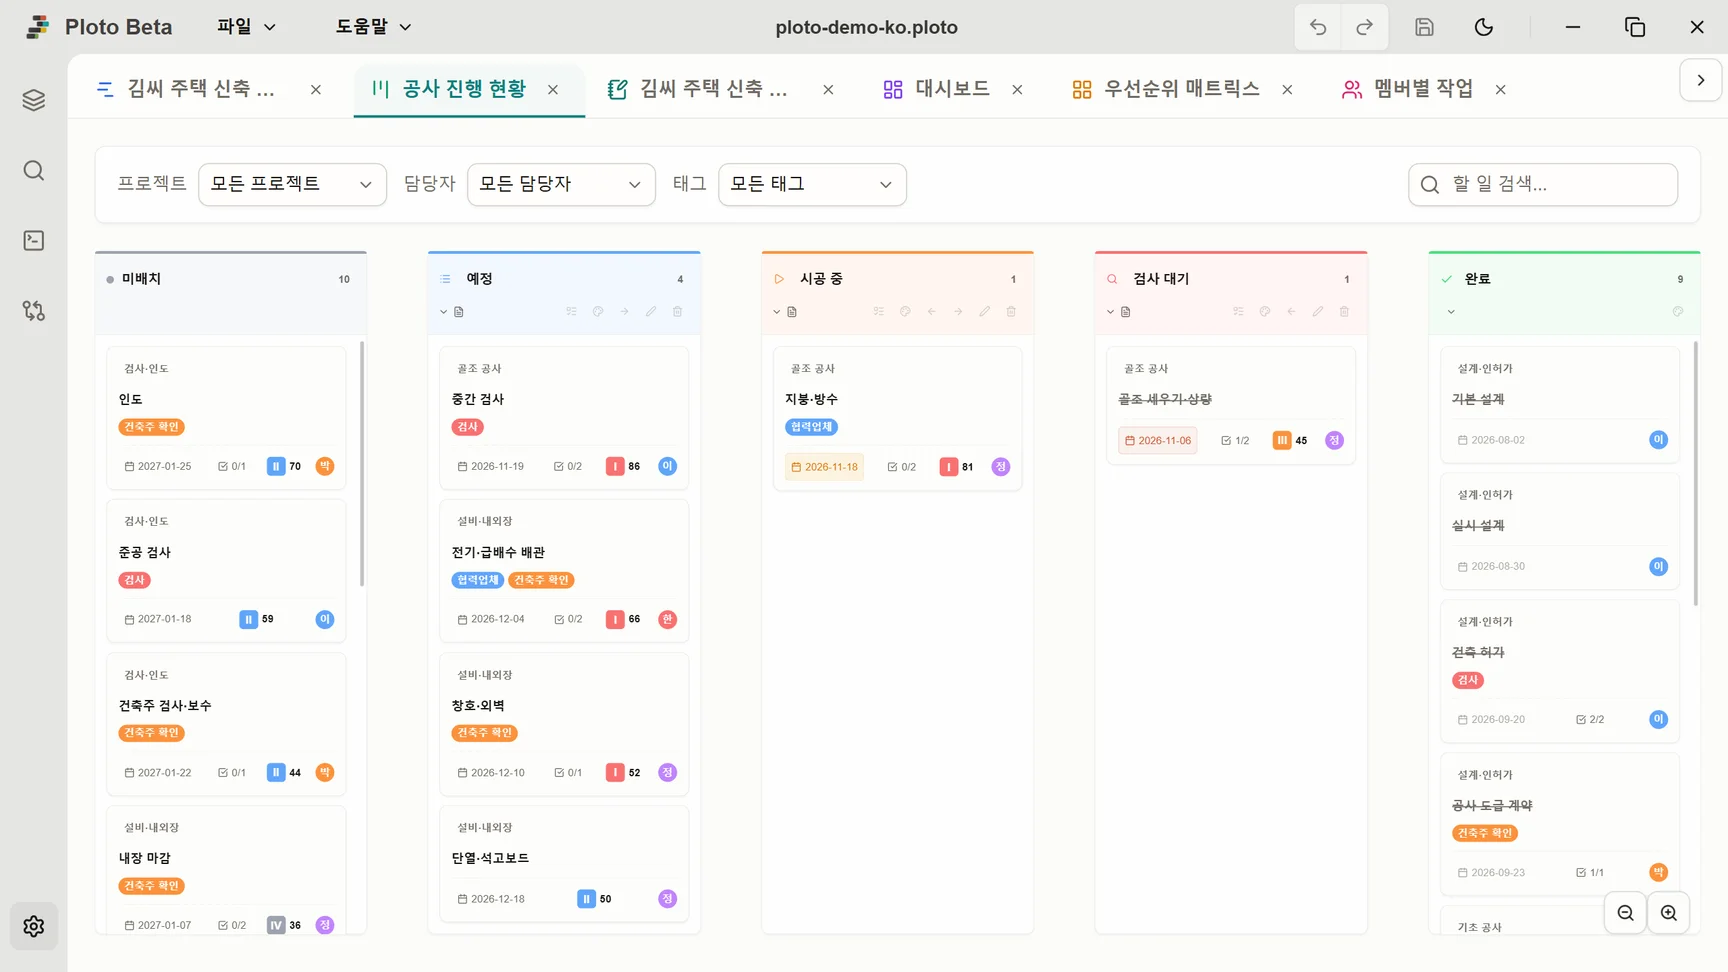 Ploto Beta
파일
도움말
ploto-demo-ko.ploto
김씨 주택 신축 ...
공사 진행 현황
김씨 주택 신축 ...
대시보드
우선순위 매트릭스
멤버별 작업
프로젝트
모든 프로젝트
담당자
모든 담당자
태그
모든 태그
할 일 검색...
미배치
10
검사·인도
인도
건축주 확인
2027-01-25
0/1
II
70
박
검사·인도
준공 검사
검사
2027-01-18
II
59
이
검사·인도
건축주 검사·보수
건축주 확인
2027-01-22
0/1
II
44
박
설비·내외장
내장 마감
건축주 확인
2027-01-07
0/2
IV
36
정
예정
4
골조 공사
중간 검사
검사
2026-11-19
0/2
I
86
이
설비·내외장
전기·급배수 배관
협력업체
건축주 확인
2026-12-04
0/2
I
66
한
설비·내외장
창호·외벽
건축주 확인
2026-12-10
0/1
I
52
정
설비·내외장
단열·석고보드
2026-12-18
II
50
정
시공 중
1
골조 공사
지붕·방수
협력업체
2026-11-18
0/2
I
81
정
검사 대기
1
골조 공사
골조 세우기·상량
2026-11-06
1/2
III
45
정
완료
9
설계·인허가
기본 설계
2026-08-02
이
설계·인허가
실시 설계
2026-08-30
이
설계·인허가
건축 허가
검사
2026-09-20
2/2
이
설계·인허가
공사 도급 계약
건축주 확인
2026-09-23
1/1
박
기초 공사